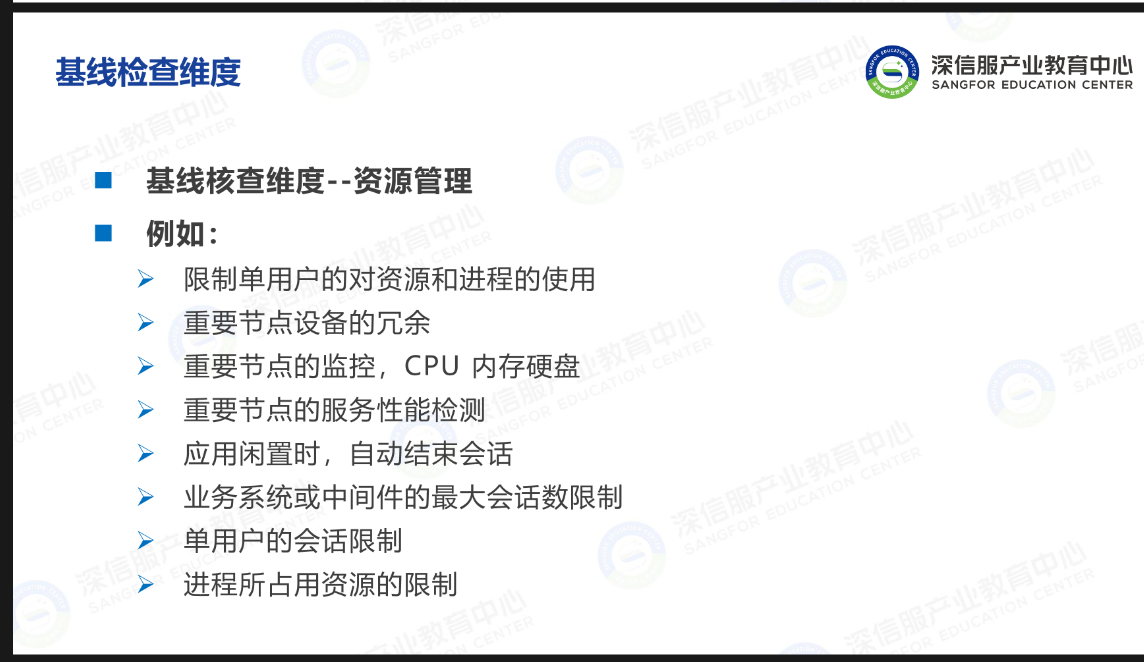 基线检查维度
深信服产业教育中心
SANGFOR EDUCATION CENTER
基线核查维度--资源管理
例如：
限制单用户的对资源和进程的使用
重要节点设备的冗余
重要节点的监控，CPU 内存硬盘
重要节点的服务性能检测
应用闲置时，自动结束会话
业务系统或中间件的最大会话数限制
单用户的会话限制
进程所占用资源的限制